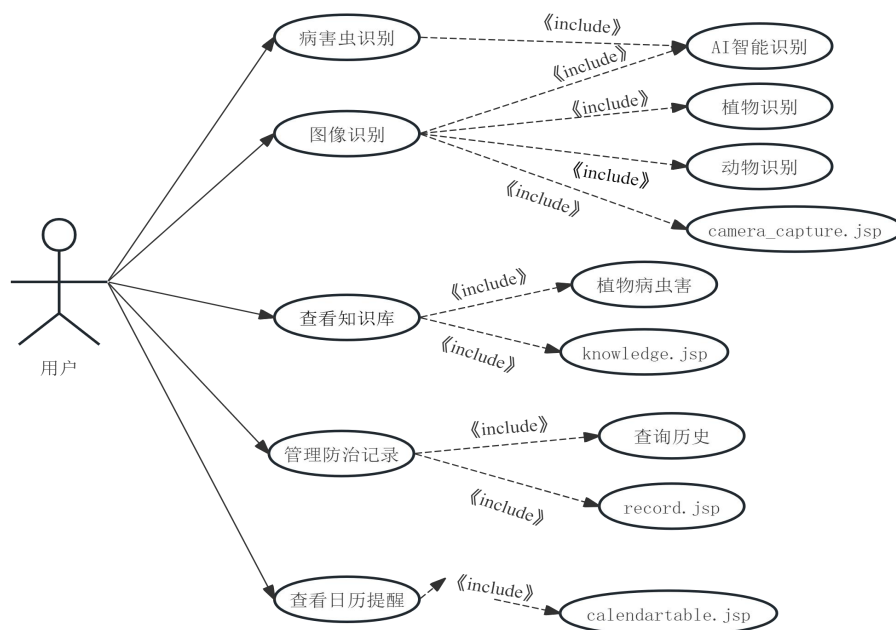 病害虫识别
《include》
AI智能识别
《include》
图像识别
《include》
植物识别
《include》
动物识别
《include》
camera_capture.jsp
用户
查看知识库
《include》
植物病虫害
《include》
knowledge.jsp
管理防治记录
《include》
查询历史
《include》
record.jsp
查看日历提醒
《include》
calendartable.jsp